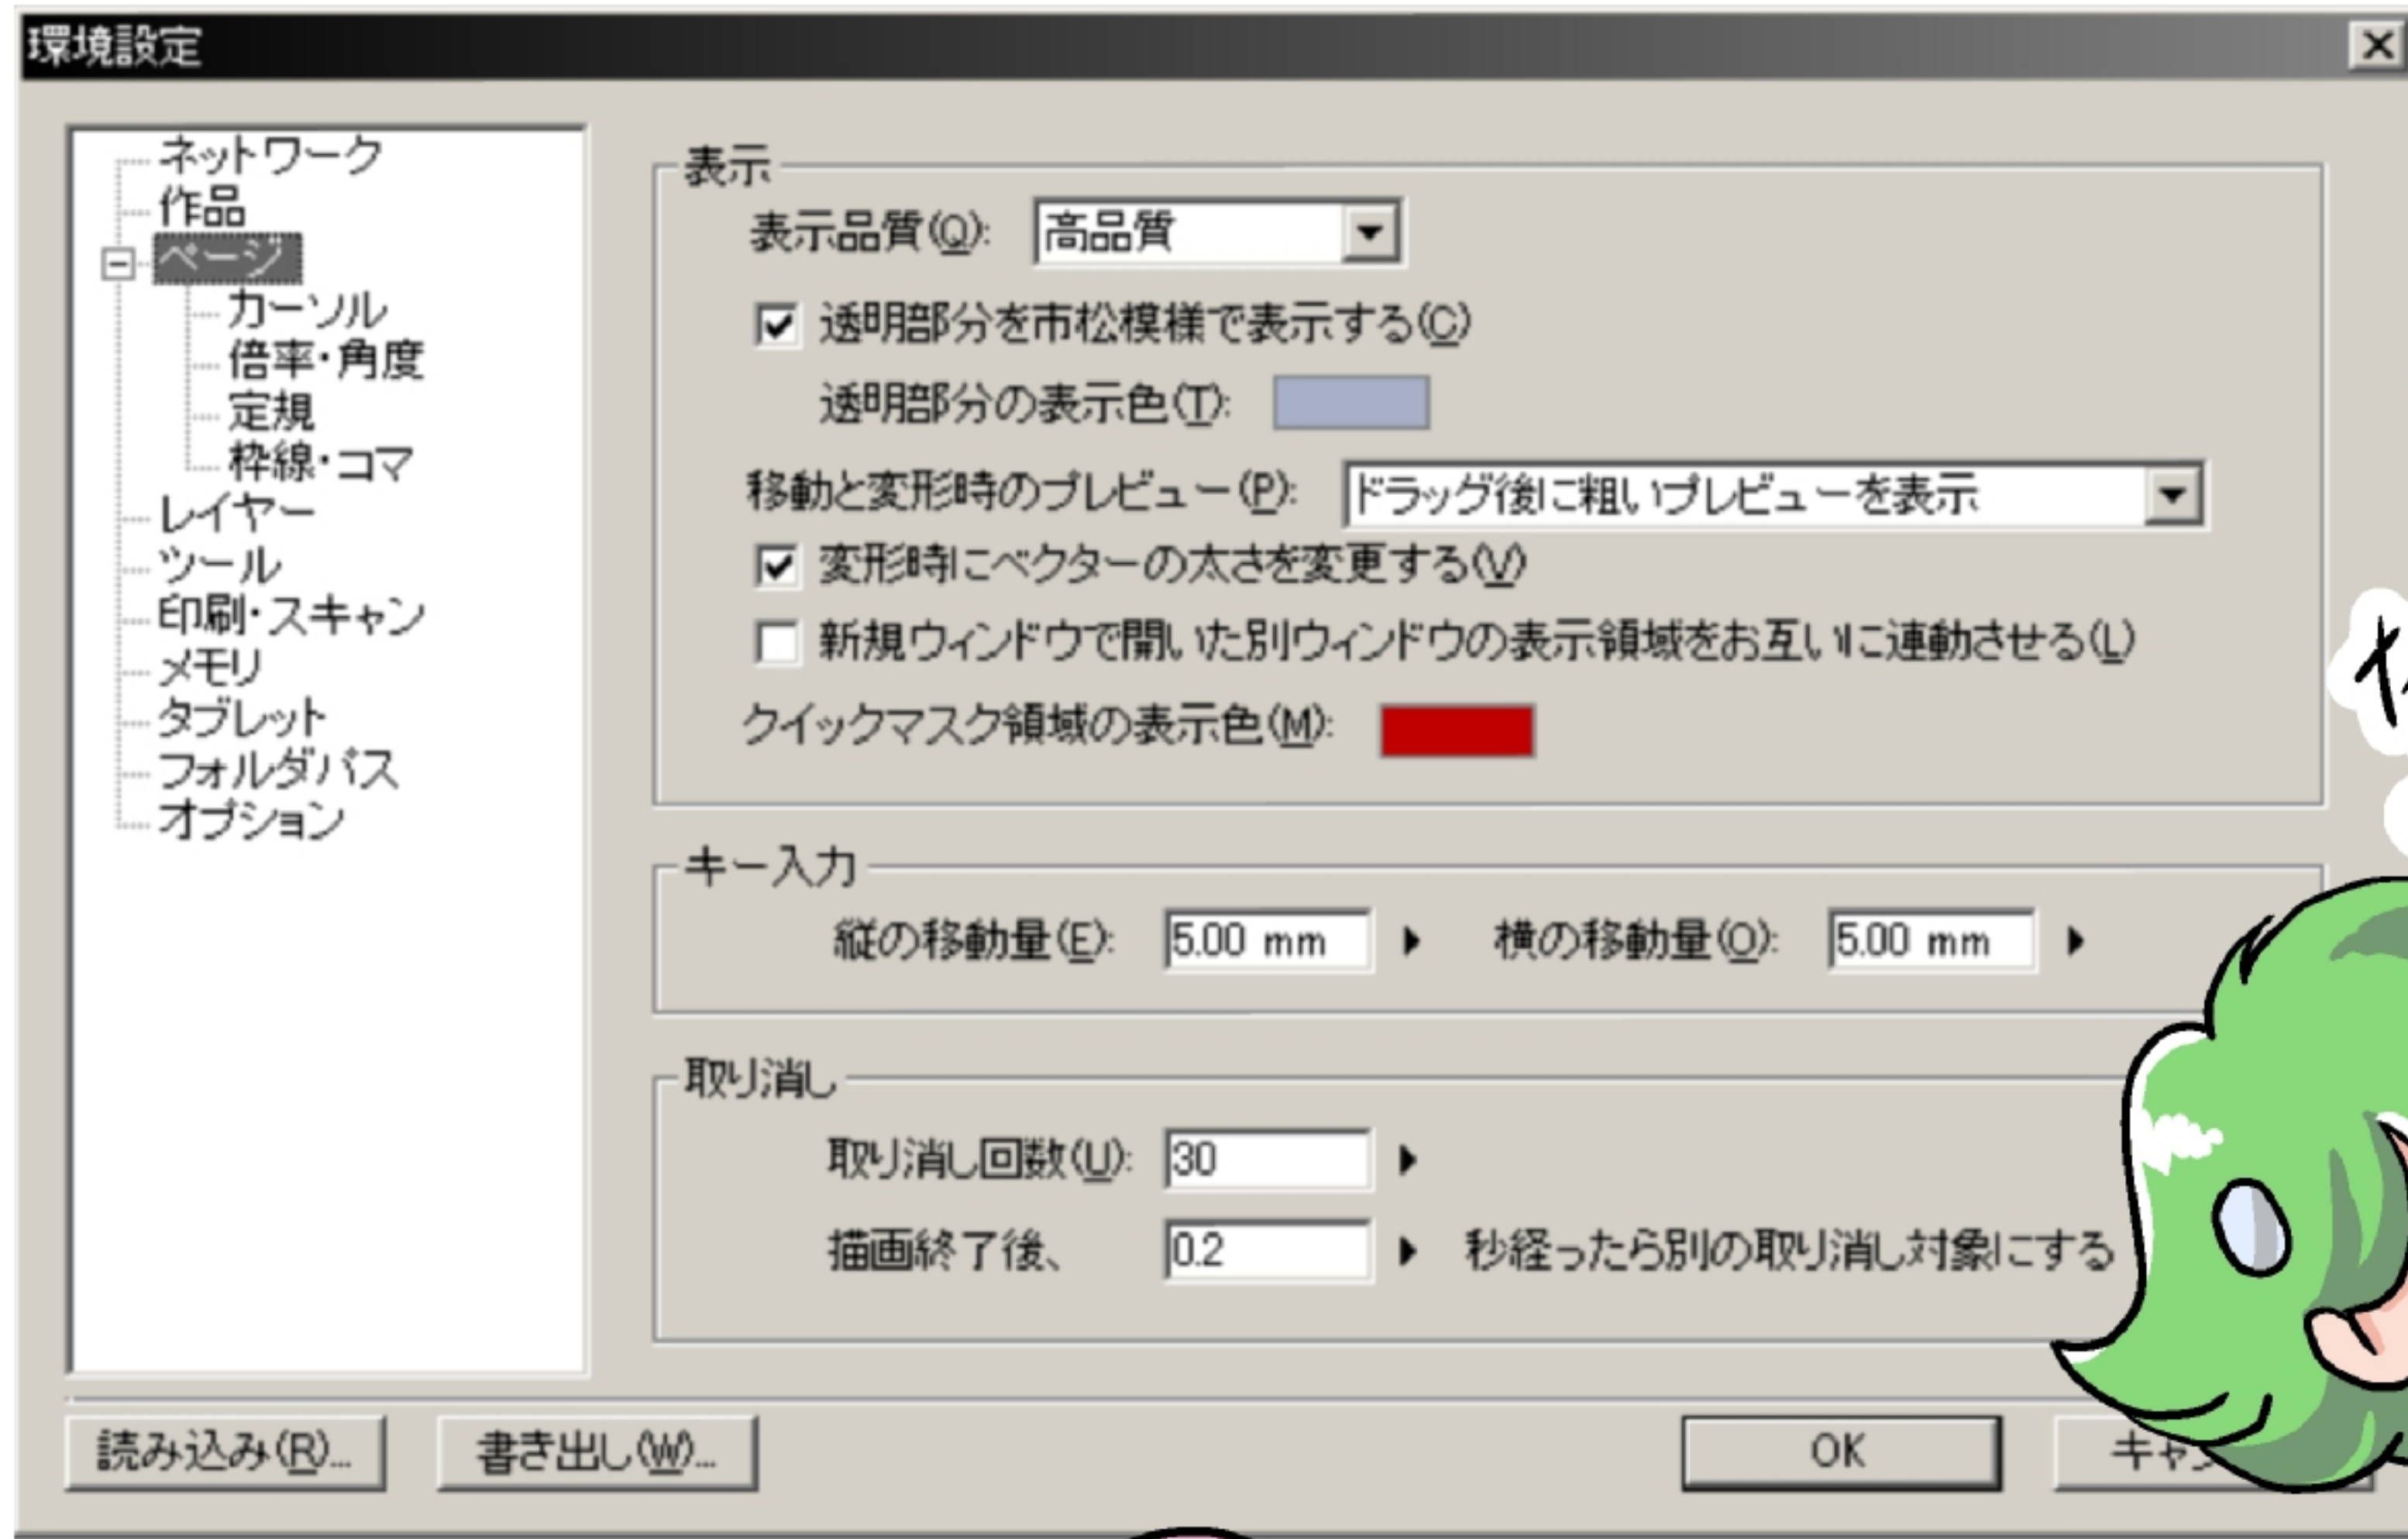 環境設定
ネットワーク
作品
ページ
カーソル
倍率・角度
定規
枠線・コマ
レイヤー
ツール
印刷・スキャン
メモリ
タブレット
フォルダパス
オプション
表示
表示品質(Q): 高品質
透明部分を市松模様で表示する(C)
透明部分の表示色(T):
移動と変形時のプレビュー(P): ドラッグ後に粗いプレビューを表示
変形時にベクターの太さを変更する(V)
新規ウィンドウで開いた別ウィンドウの表示領域をお互いに連動させる(L)
クイックマスク領域の表示色(M):
キー入力
縦の移動量(E): 5.00 mm 横の移動量(O): 5.00 mm
取り消し
取り消し回数(U): 30
描画終了後、 0.2 秒経ったら別の取り消し対象にする
読み込み(R)... 書き出し(W)... OK キャ